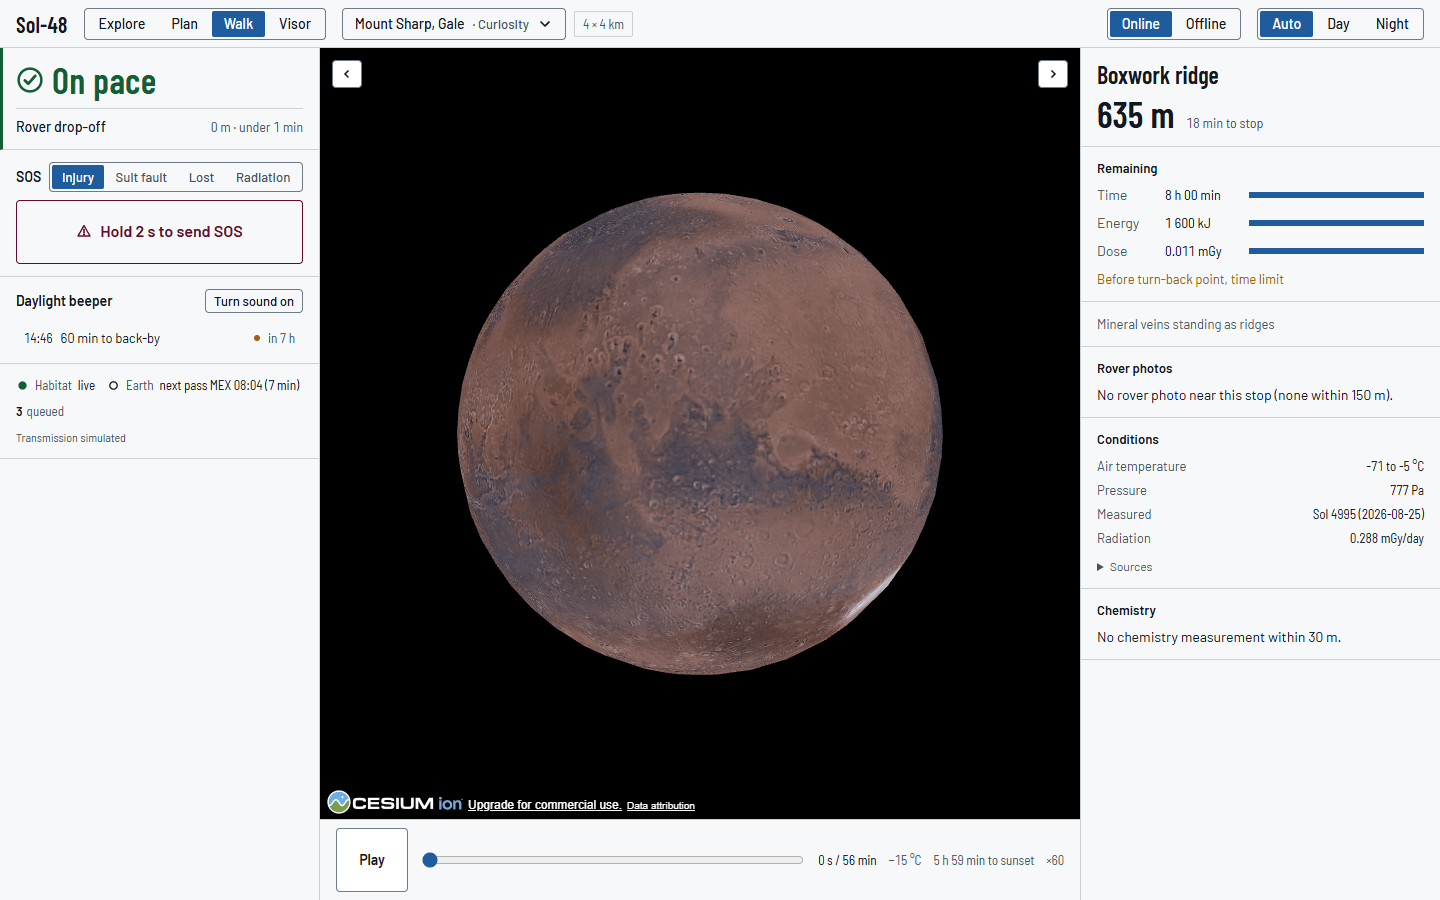 Sol-48 Explore Plan Walk Visor Mount Sharp, Gale · Curiosity 4 × 4 km Online Offline Auto Day Night
On pace
Rover drop-off 0 m · under 1 min
SOS Injury Suit fault Lost Radiation
Hold 2 s to send SOS
Daylight beeper Turn sound on
14:46 60 min to back-by in 7 h
Habitat live Earth next pass MEX 08:04 (7 min)
3 queued
Transmission simulated
CESIUM ion Upgrade for commercial use. Data attribution
Play 0 s / 56 min −15 °C 5 h 59 min to sunset ×60
Boxwork ridge
635 m 18 min to stop
Remaining
Time 8 h 00 min
Energy 1 600 kJ
Dose 0.011 mGy
Before turn-back point, time limit
Mineral veins standing as ridges
Rover photos
No rover photo near this stop (none within 150 m).
Conditions
Air temperature -71 to -5 °C
Pressure 777 Pa
Measured Sol 4995 (2026-08-25)
Radiation 0.288 mGy/day
Sources
Chemistry
No chemistry measurement within 30 m.